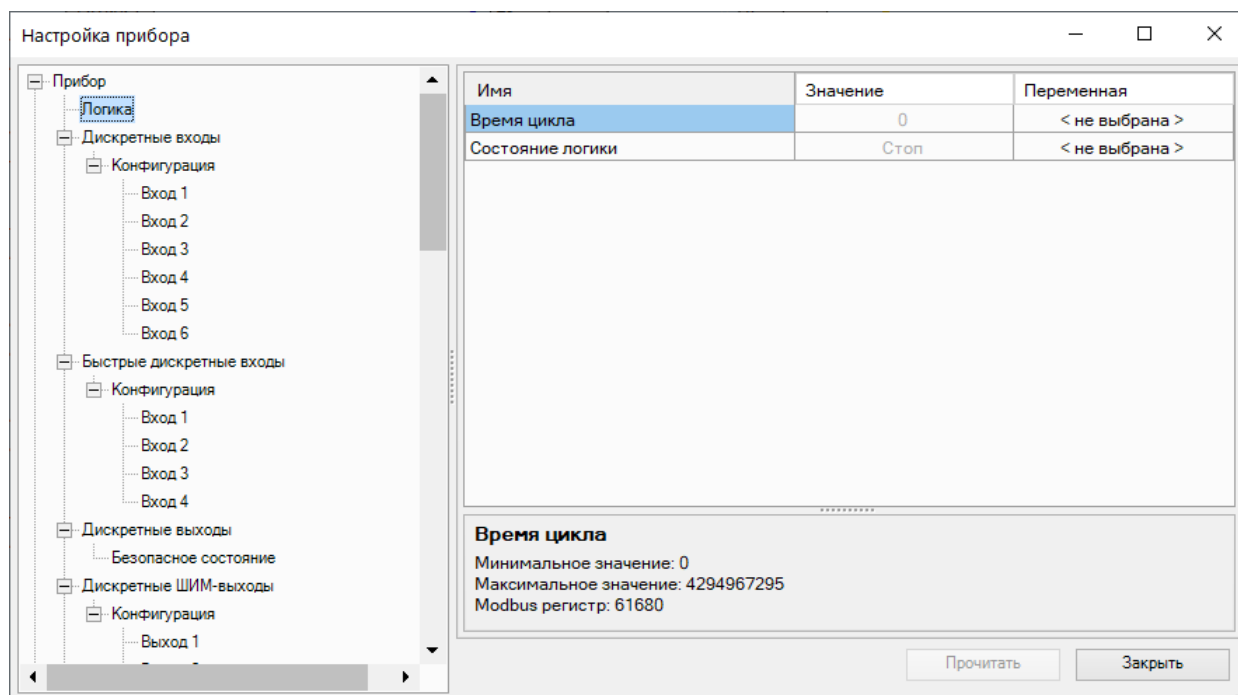 Настройка прибора
Прибор
Логика
Дискретные входы
Конфигурация
Вход 1
Вход 2
Вход 3
Вход 4
Вход 5
Вход 6
Быстрые дискретные входы
Конфигурация
Вход 1
Вход 2
Вход 3
Вход 4
Дискретные выходы
Безопасное состояние
Дискретные ШИМ-выходы
Конфигурация
Выход 1
Имя Значение Переменная
Время цикла 0 < не выбрана >
Состояние логики Стоп < не выбрана >
Время цикла
Минимальное значение: 0
Максимальное значение: 4294967295
Modbus регистр: 61680
Прочитать Закрыть